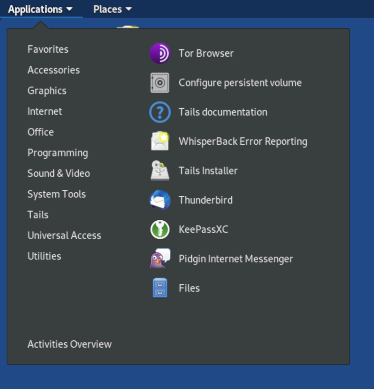 Applications Places
Favorites
Accessories
Graphics
Internet
Office
Programming
Sound & Video
System Tools
Tails
Universal Access
Utilities
Activities Overview
Tor Browser
Configure persistent volume
Tails documentation
WhisperBack Error Reporting
Tails Installer
Thunderbird
KeePassXC
Pidgin Internet Messenger
Files